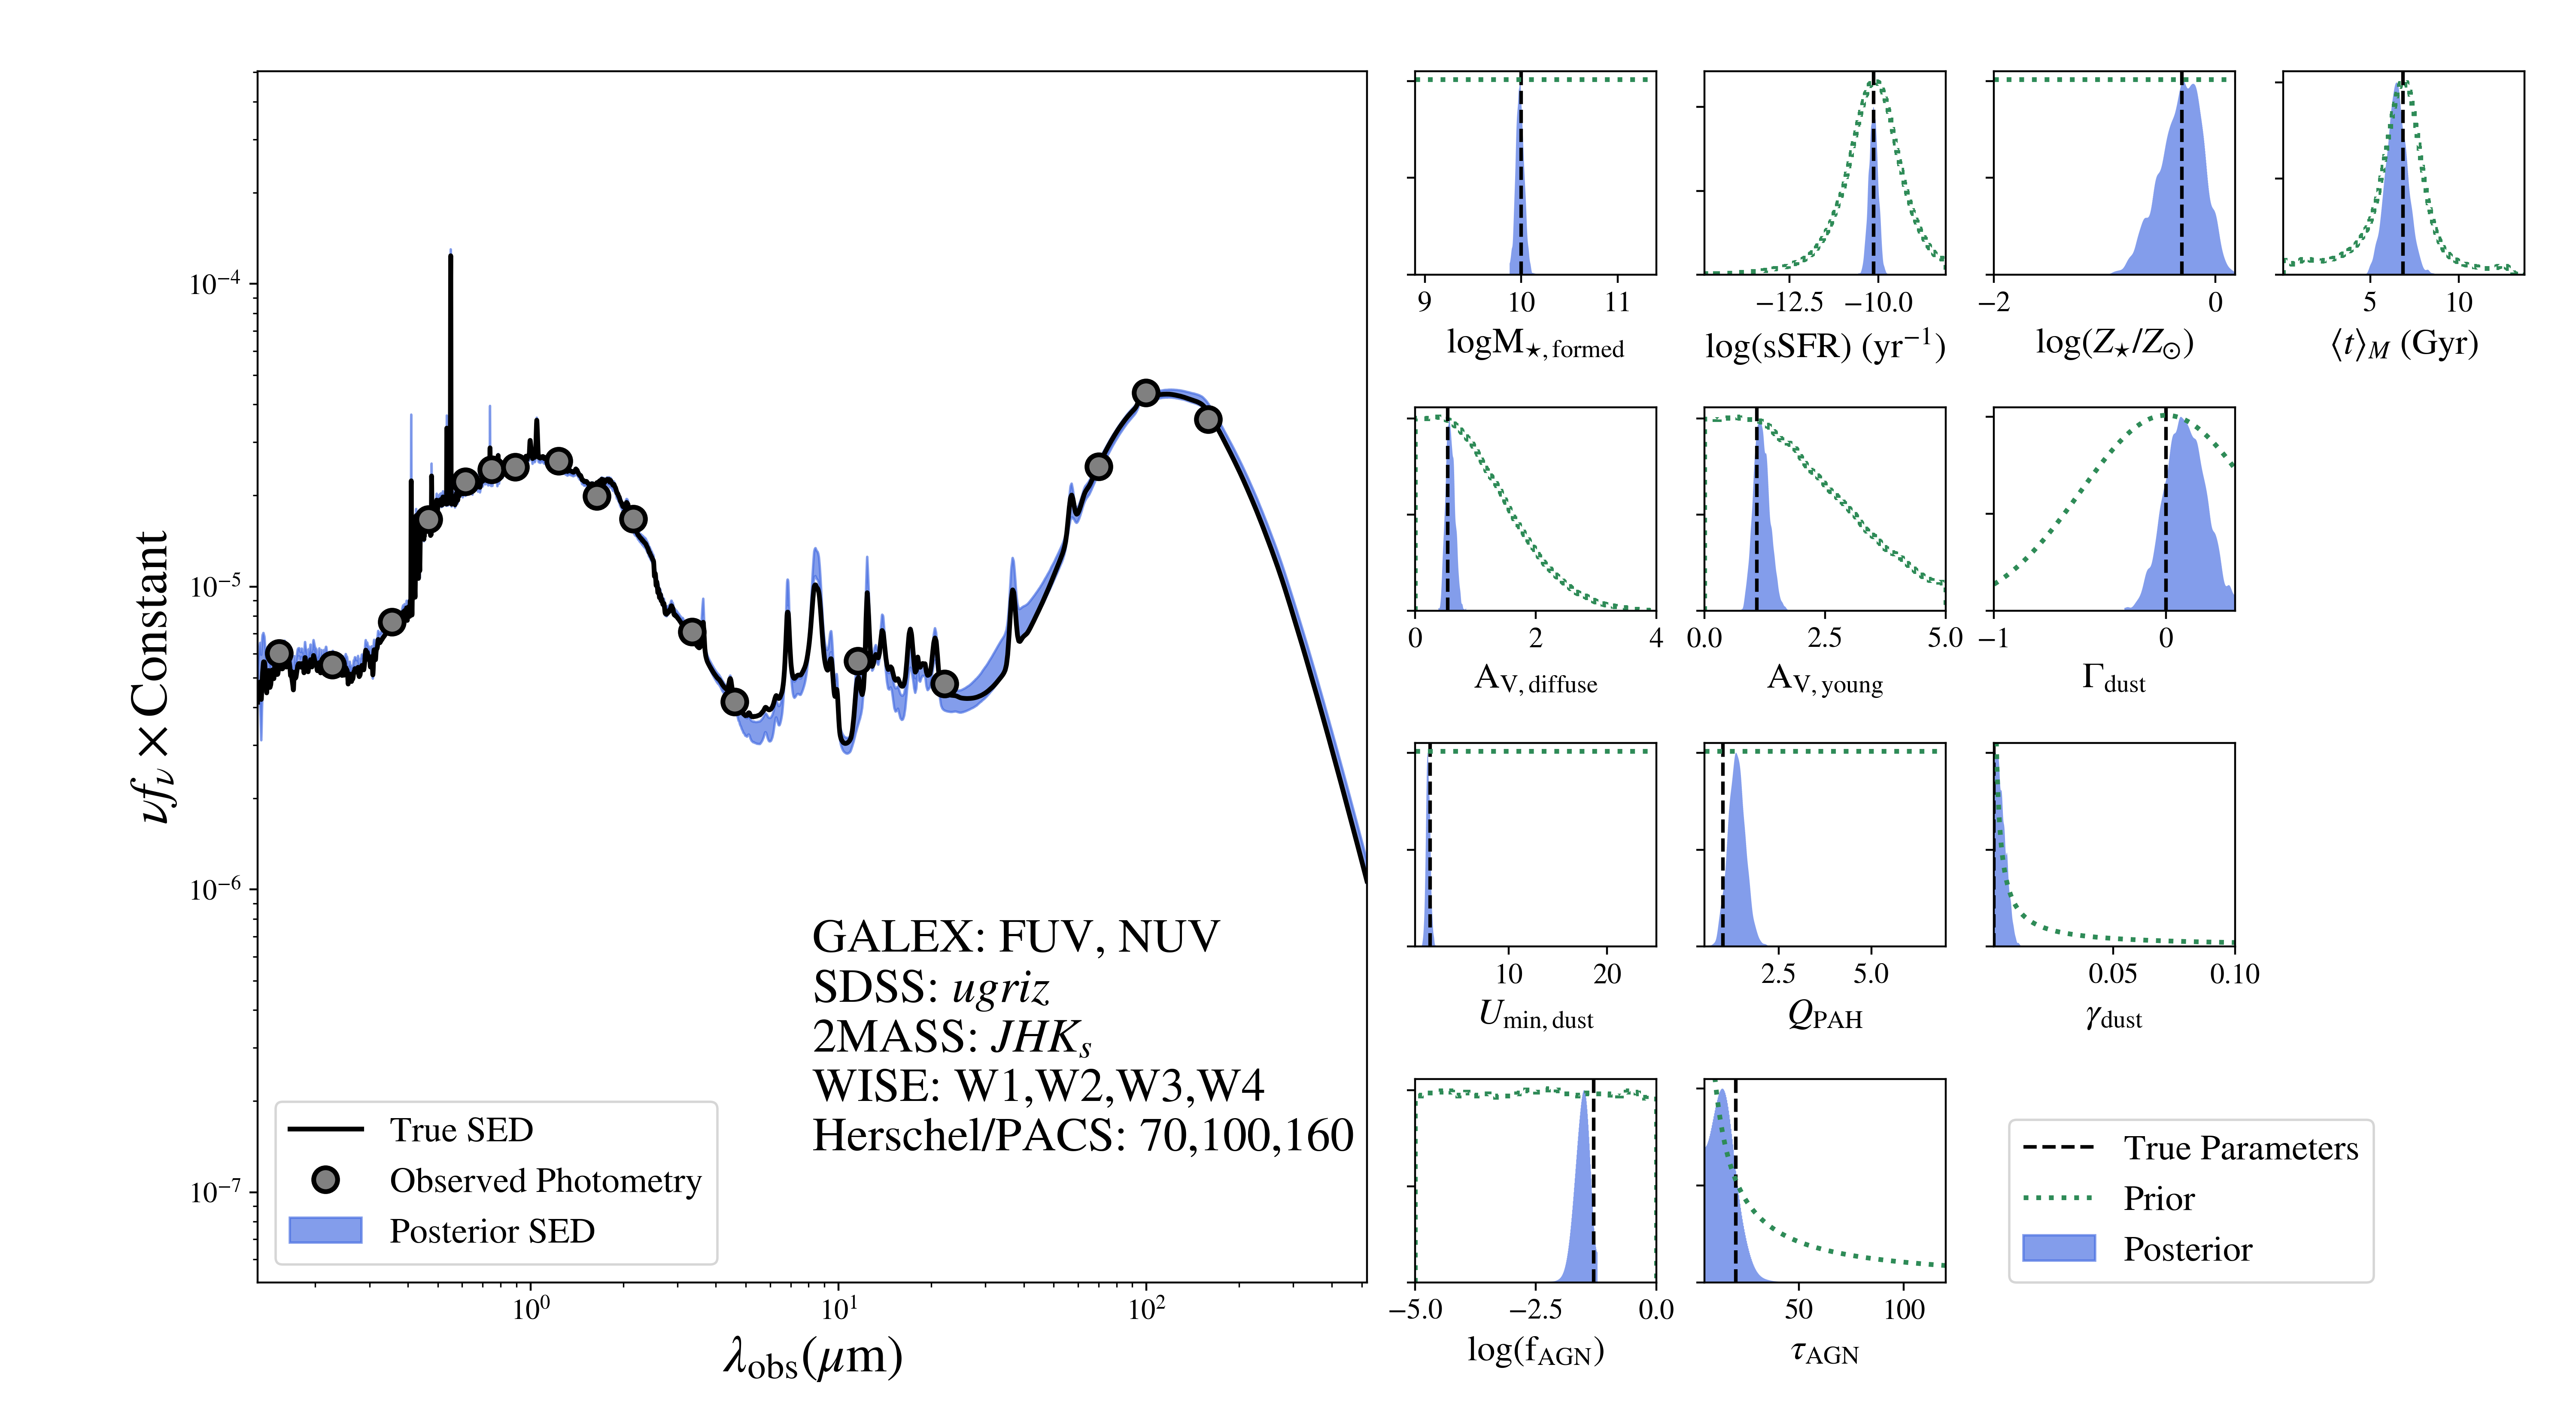 νf_ν × Constant
10⁻⁴
10⁻⁵
10⁻⁶
10⁻⁷
GALEX: FUV, NUV
SDSS: ugriz
2MASS: JHKₛ
WISE: W1,W2,W3,W4
Herschel/PACS: 70,100,160
True SED
Observed Photometry
Posterior SED
10⁰ 10¹ 10²
λ_obs(μm)
9 10 11
logM_⋆,formed
−12.5 −10.0
log(sSFR) (yr⁻¹)
−2 0
log(Z_⋆/Z_⊙)
5 10
⟨t⟩_M (Gyr)
0 2 4
A_V,diffuse
0.0 2.5 5.0
A_V,young
−1 0
Γ_dust
10 20
U_min,dust
2.5 5.0
Q_PAH
0.05 0.10
γ_dust
−5.0 −2.5 0.0
log(f_AGN)
50 100
τ_AGN
True Parameters
Prior
Posterior